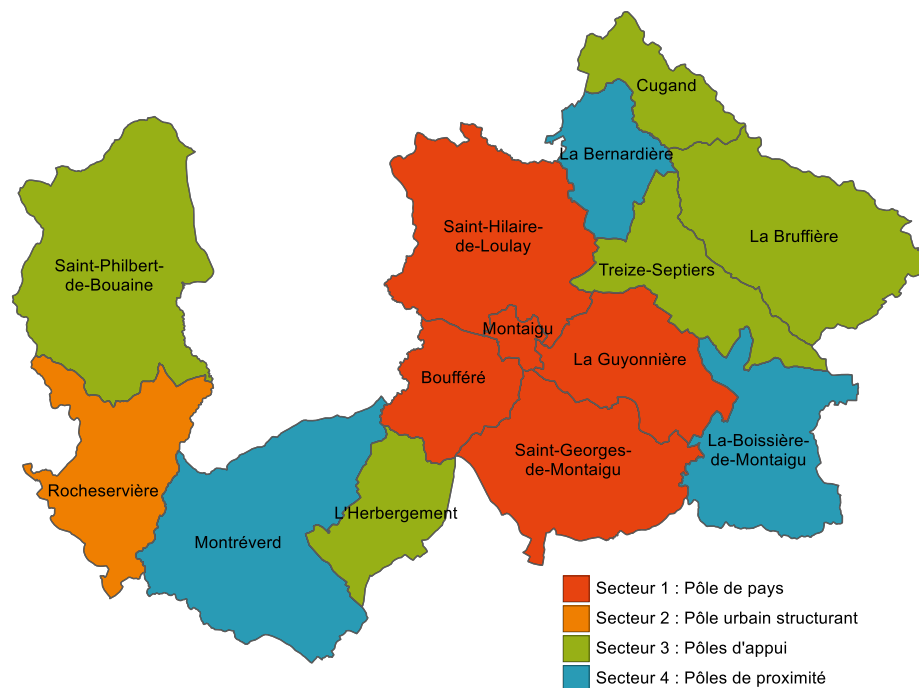 Cugand
La Bernardière
Saint-Hilaire-
de-Loulay
La Bruffière
Saint-Philbert-
de-Bouaine
Treize-Septiers
Montaigu
La Guyonnière
Boufféré
La-Boissière-
de-Montaigu
Saint-Georges-
de-Montaigu
Rocheservière
L'Herbergement
Montréverd
Secteur 1 : Pôle de pays
Secteur 2 : Pôle urbain structurant
Secteur 3 : Pôles d'appui
Secteur 4 : Pôles de proximité